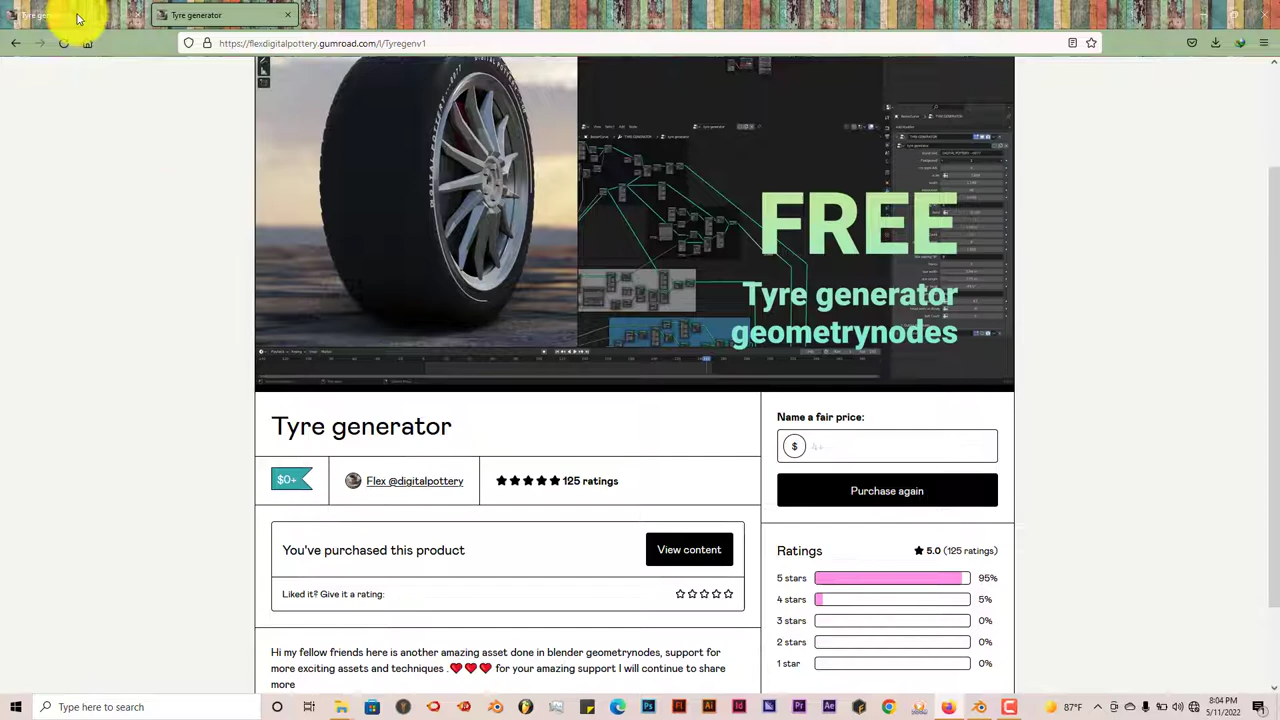 Tyre generator
https://flexdigitalpottery.gumroad.com/l/Tyregenv1
FREE
Tyre generator
geometrynodes
Tyre generator
$0+
Flex @digitalpottery
125 ratings
You've purchased this product
View content
Liked it? Give it a rating:
Hi my fellow friends here is another amazing asset done in blender geometrynodes, support for
more exciting assets and techniques . for your amazing support I will continue to share
more
Name a fair price:
$ 4+
Purchase again
Ratings
5.0 (125 ratings)
5 stars 95%
4 stars 5%
3 stars 0%
2 stars 0%
1 star 0%
Type here to search
87°F
8:04 PM
5/11/2022